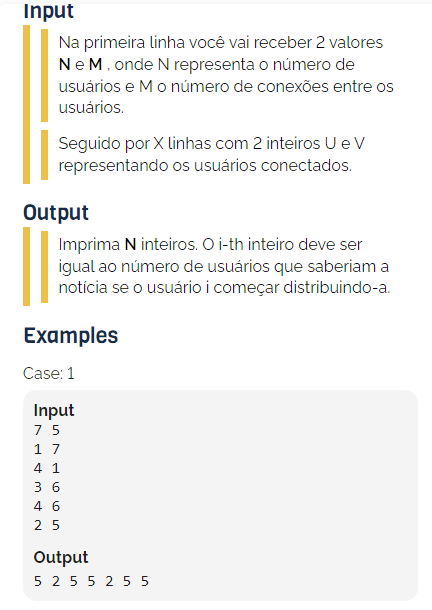 Input
Na primeira linha você vai receber 2 valores
N e M , onde N representa o número de
usuários e M o número de conexões entre os
usuários.
Seguido por X linhas com 2 inteiros U e V
representando os usuários conectados.
Output
Imprima N inteiros. O i-th inteiro deve ser
igual ao número de usuários que saberiam a
notícia se o usuário i começar distribuindo-a.
Examples
Case: 1
Input
7 5
1 7
4 1
3 6
4 6
2 5
Output
5 2 5 5 2 5 5